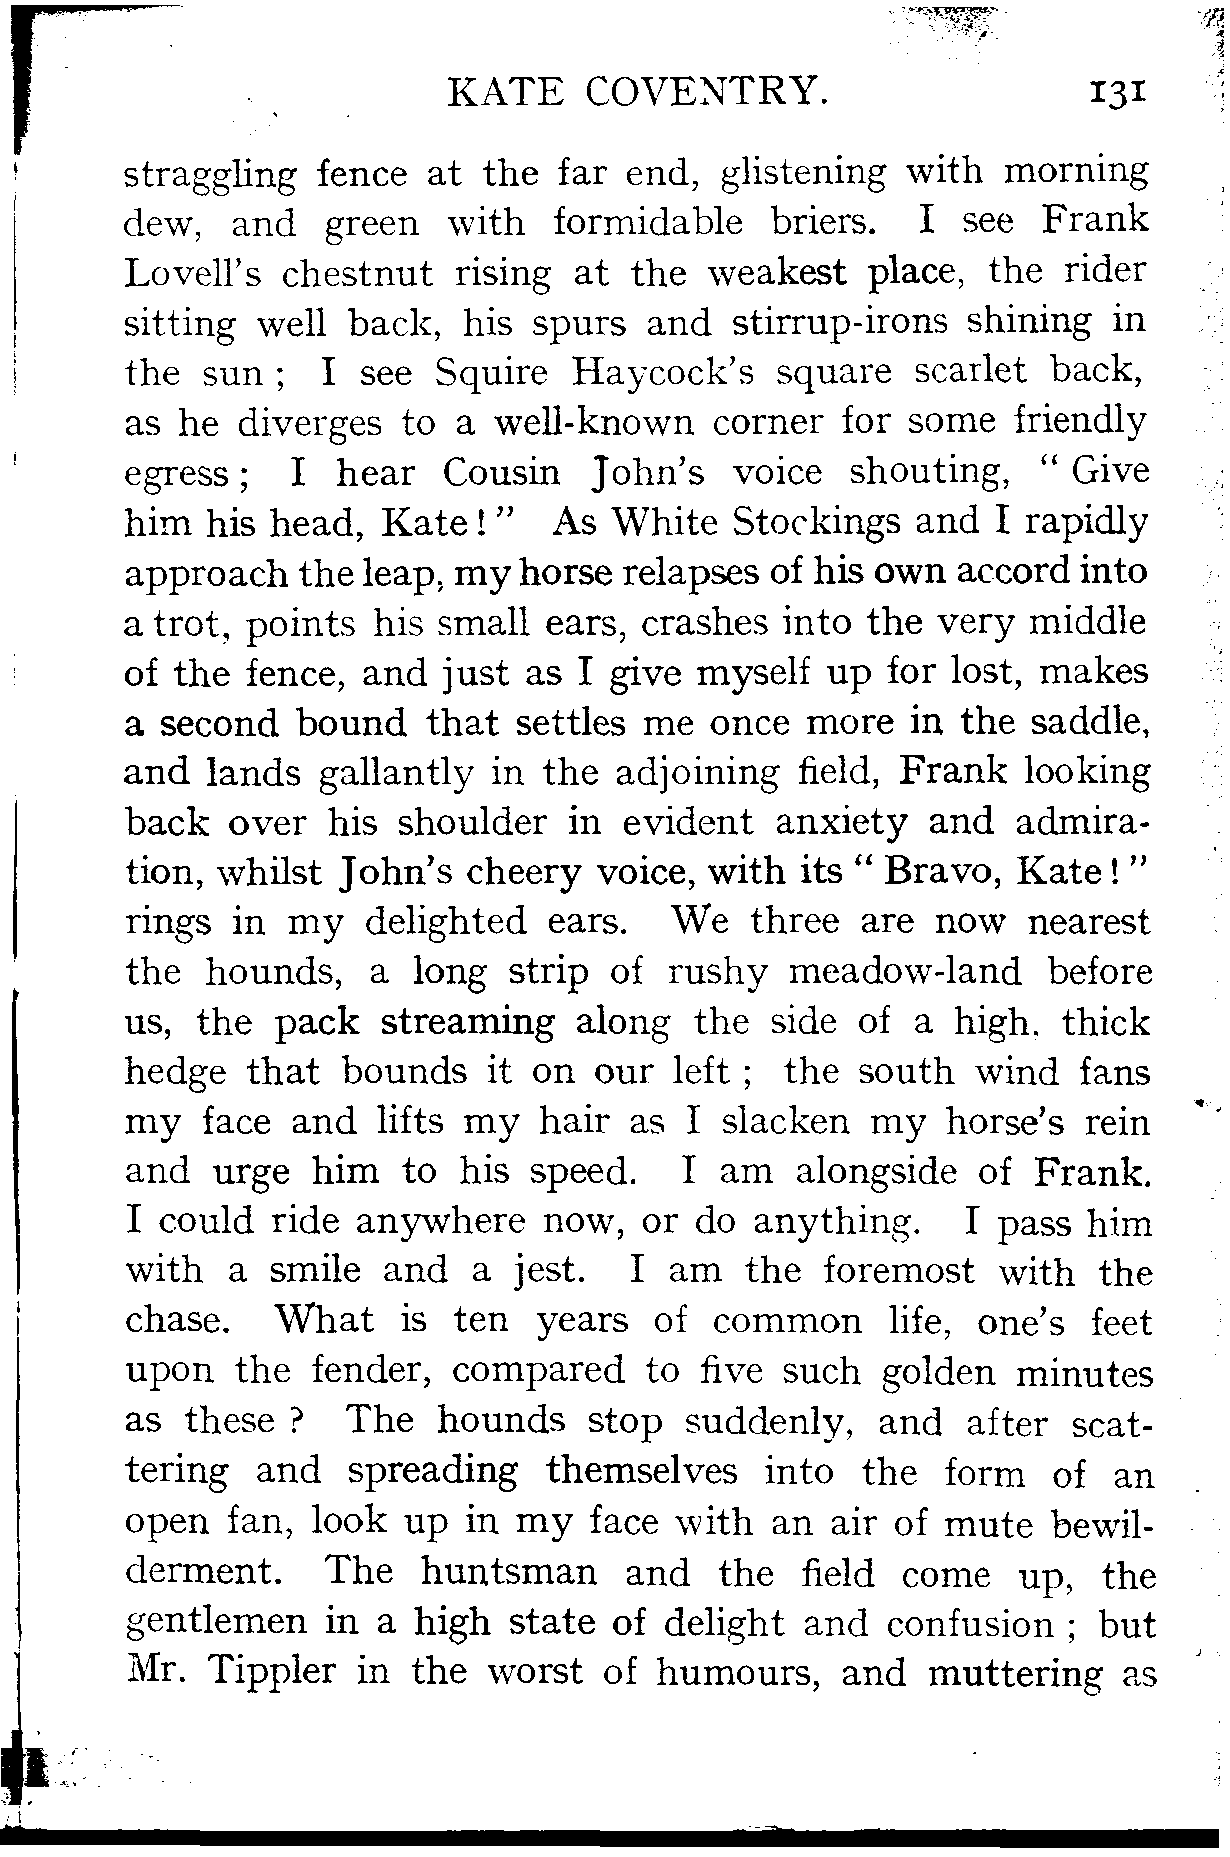 KATE COVENTRY. 131
straggling fence at the far end, glistening with morning
dew, and green with formidable briers. I see Frank
Lovell's chestnut rising at the weakest place, the rider
sitting well back, his spurs and stirrup-irons shining in
the sun ; I see Squire Haycock's square scarlet back,
as he diverges to a well-known corner for some friendly
egress ; I hear Cousin John's voice shouting, “ Give
him his head, Kate ! ” As White Stockings and I rapidly
approach the leap, my horse relapses of his own accord into
a trot, points his small ears, crashes into the very middle
of the fence, and just as I give myself up for lost, makes
a second bound that settles me once more in the saddle,
and lands gallantly in the adjoining field, Frank looking
back over his shoulder in evident anxiety and admira-
tion, whilst John's cheery voice, with its “ Bravo, Kate ! ”
rings in my delighted ears. We three are now nearest
the hounds, a long strip of rushy meadow-land before
us, the pack streaming along the side of a high, thick
hedge that bounds it on our left ; the south wind fans
my face and lifts my hair as I slacken my horse's rein
and urge him to his speed. I am alongside of Frank.
I could ride anywhere now, or do anything. I pass him
with a smile and a jest. I am the foremost with the
chase. What is ten years of common life, one's feet
upon the fender, compared to five such golden minutes
as these ? The hounds stop suddenly, and after scat-
tering and spreading themselves into the form of an
open fan, look up in my face with an air of mute bewil-
derment. The huntsman and the field come up, the
gentlemen in a high state of delight and confusion ; but
Mr. Tippler in the worst of humours, and muttering as